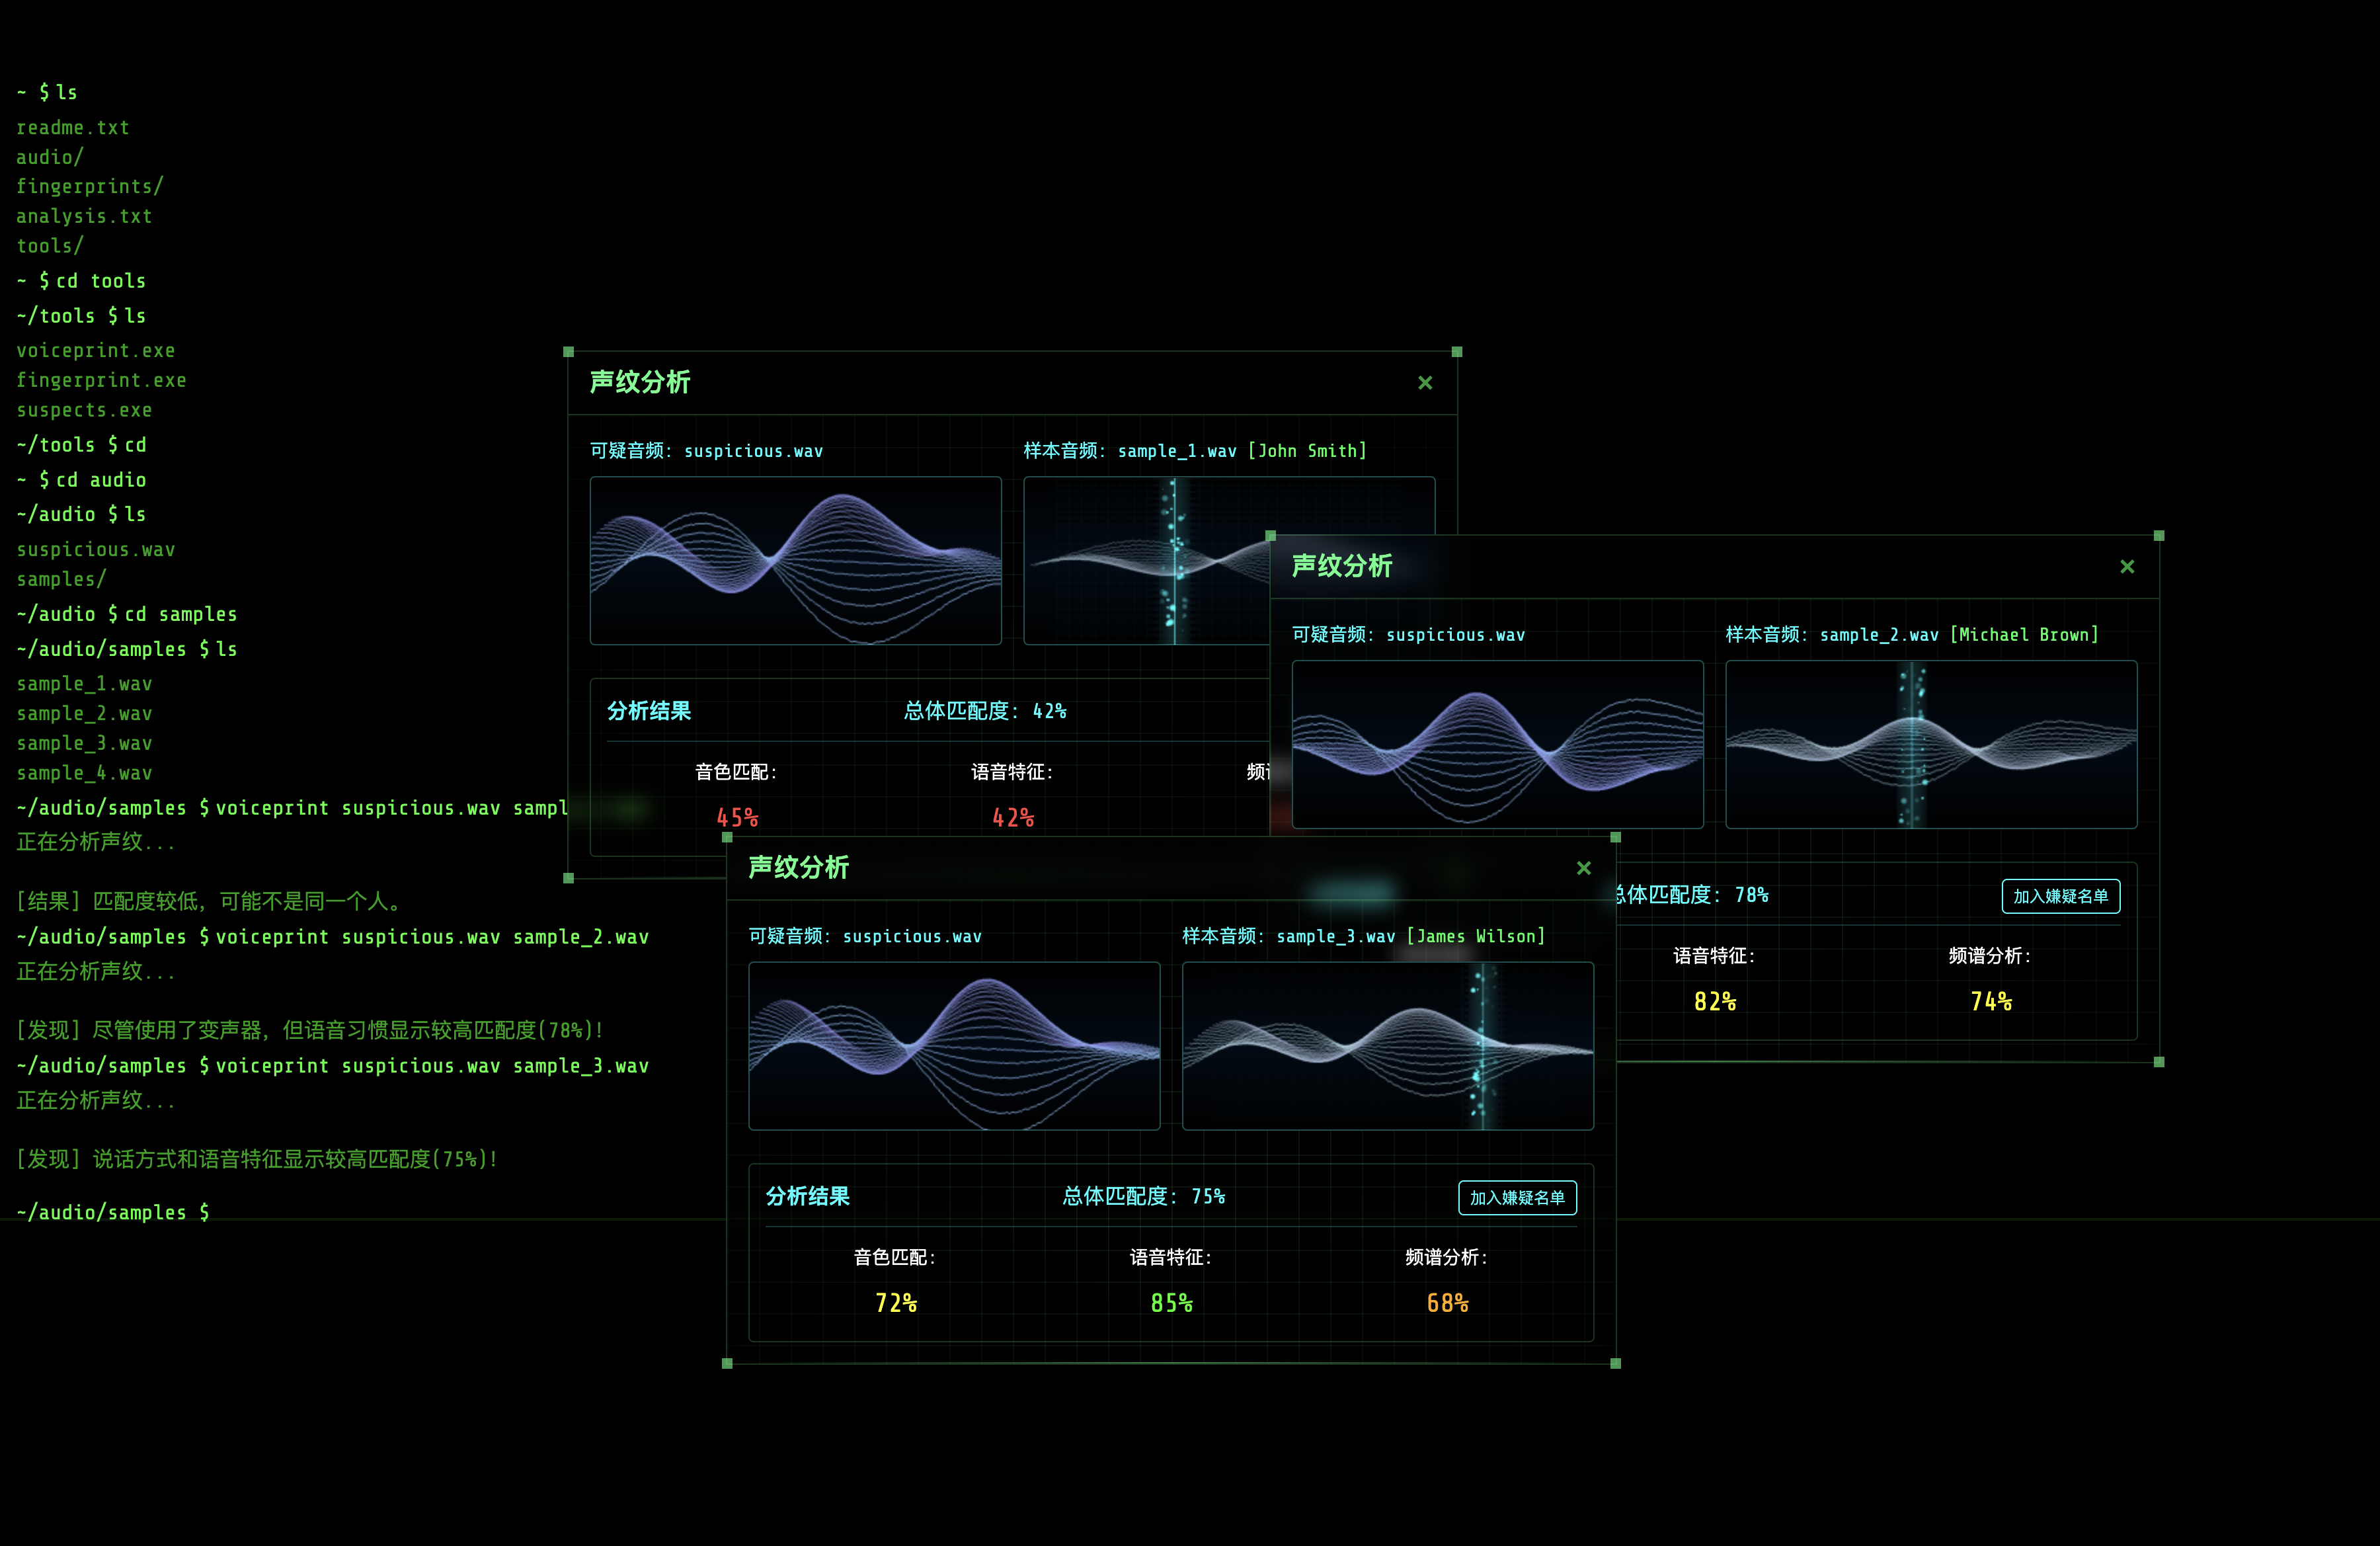 ~ $ ls
readme.txt
audio/
fingerprints/
analysis.txt
tools/
~ $ cd tools
~/tools $ ls
voiceprint.exe
fingerprint.exe
suspects.exe
~/tools $ cd
~ $ cd audio
~/audio $ ls
suspicious.wav
samples/
~/audio $ cd samples
~/audio/samples $ ls
sample_1.wav
sample_2.wav
sample_3.wav
sample_4.wav
~/audio/samples $ voiceprint suspicious.wav sampl
正在分析声纹...
[结果] 匹配度较低，可能不是同一个人。
~/audio/samples $ voiceprint suspicious.wav sample_2.wav
正在分析声纹...
[发现] 尽管使用了变声器，但语音习惯显示较高匹配度(78%)!
~/audio/samples $ voiceprint suspicious.wav sample_3.wav
正在分析声纹...
[发现] 说话方式和语音特征显示较高匹配度(75%)!
~/audio/samples $
声纹分析 ×
可疑音频: suspicious.wav
样本音频: sample_1.wav [John Smith]
分析结果
总体匹配度: 42%
音色匹配:
45%
语音特征:
42%
声纹分析 ×
可疑音频: suspicious.wav
样本音频: sample_2.wav [Michael Brown]
总体匹配度: 78%
加入嫌疑名单
语音特征:
82%
频谱分析:
74%
声纹分析 ×
可疑音频: suspicious.wav
样本音频: sample_3.wav [James Wilson]
分析结果
总体匹配度: 75%
加入嫌疑名单
音色匹配:
72%
语音特征:
85%
频谱分析:
68%